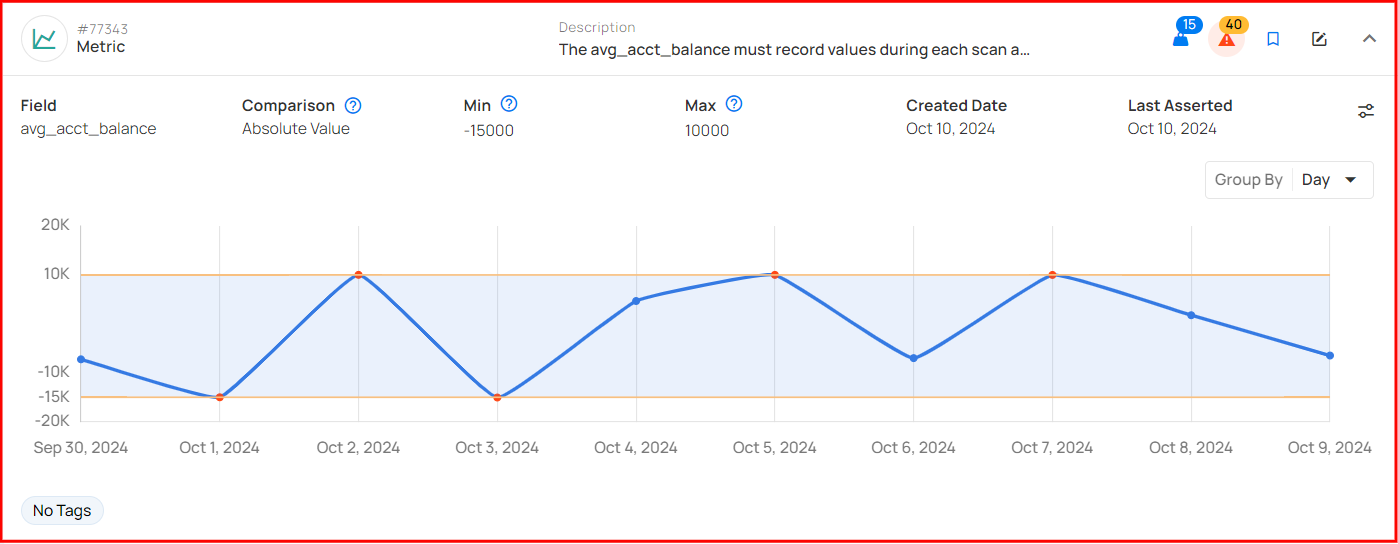 #77343
Metric
Description
The avg_acct_balance must record values during each scan a...
15
40
Field
avg_acct_balance
Comparison ?
Absolute Value
Min ?
-15000
Max ?
10000
Created Date
Oct 10, 2024
Last Asserted
Oct 10, 2024
Group By Day
20K
10K
-10K
-15K
-20K
Sep 30, 2024 Oct 1, 2024 Oct 2, 2024 Oct 3, 2024 Oct 4, 2024 Oct 5, 2024 Oct 6, 2024 Oct 7, 2024 Oct 8, 2024 Oct 9, 2024
No Tags